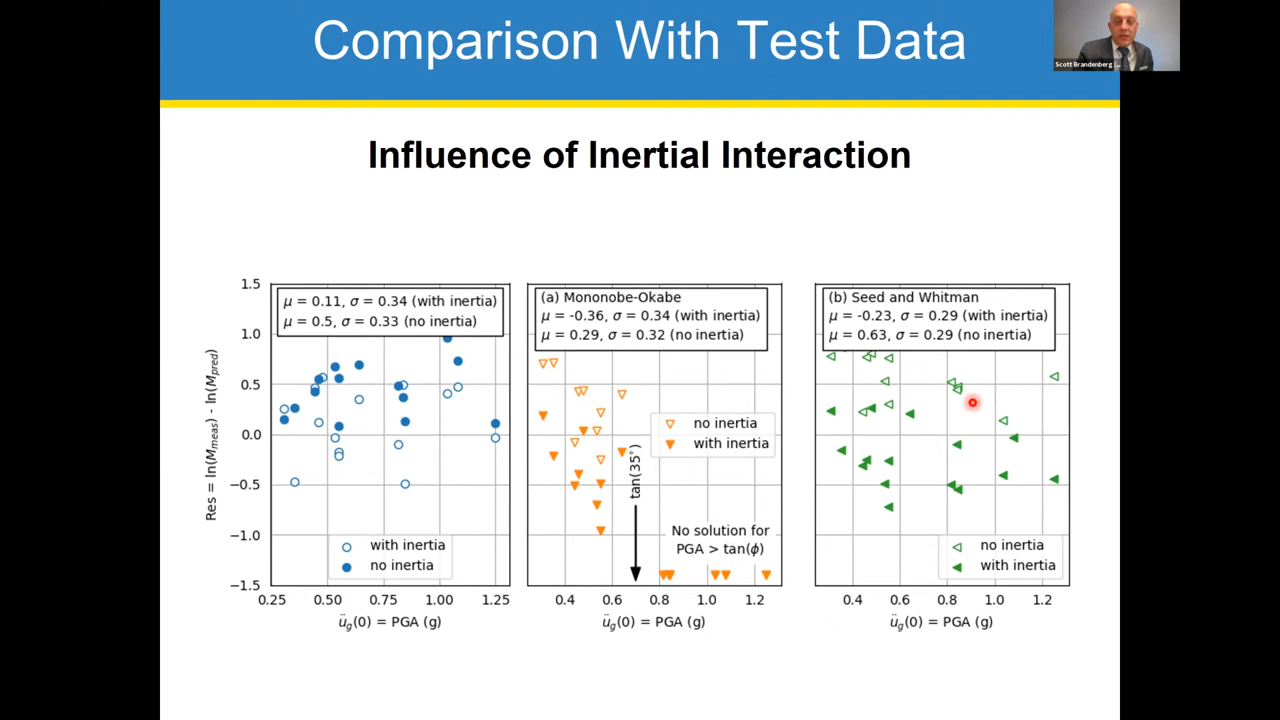 Comparison With Test Data
Scott Brandenberg
Influence of Inertial Interaction
Res = ln(M_meas) - ln(M_pred)
1.5
1.0
0.5
0.0
−0.5
−1.0
−1.5
μ = 0.11, σ = 0.34 (with inertia)
μ = 0.5, σ = 0.33 (no inertia)
with inertia
no inertia
0.25 0.50 0.75 1.00 1.25
ü_g(0) = PGA (g)
(a) Mononobe-Okabe
μ = -0.36, σ = 0.34 (with inertia)
μ = 0.29, σ = 0.32 (no inertia)
no inertia
with inertia
tan(35°)
No solution for
PGA > tan(ϕ)
0.4 0.6 0.8 1.0 1.2
ü_g(0) = PGA (g)
(b) Seed and Whitman
μ = -0.23, σ = 0.29 (with inertia)
μ = 0.63, σ = 0.29 (no inertia)
no inertia
with inertia
0.4 0.6 0.8 1.0 1.2
ü_g(0) = PGA (g)